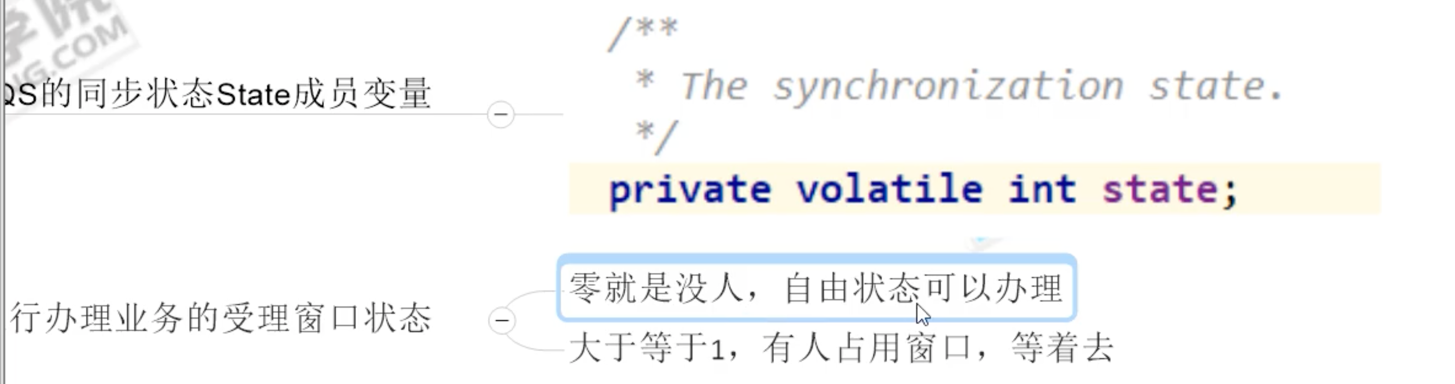 学院
NG.COM
/**
QS的同步状态State成员变量
* The synchronization state.
*/
private volatile int state;
零就是没人，自由状态可以办理
行办理业务的受理窗口状态
大于等于1，有人占用窗口，等着去